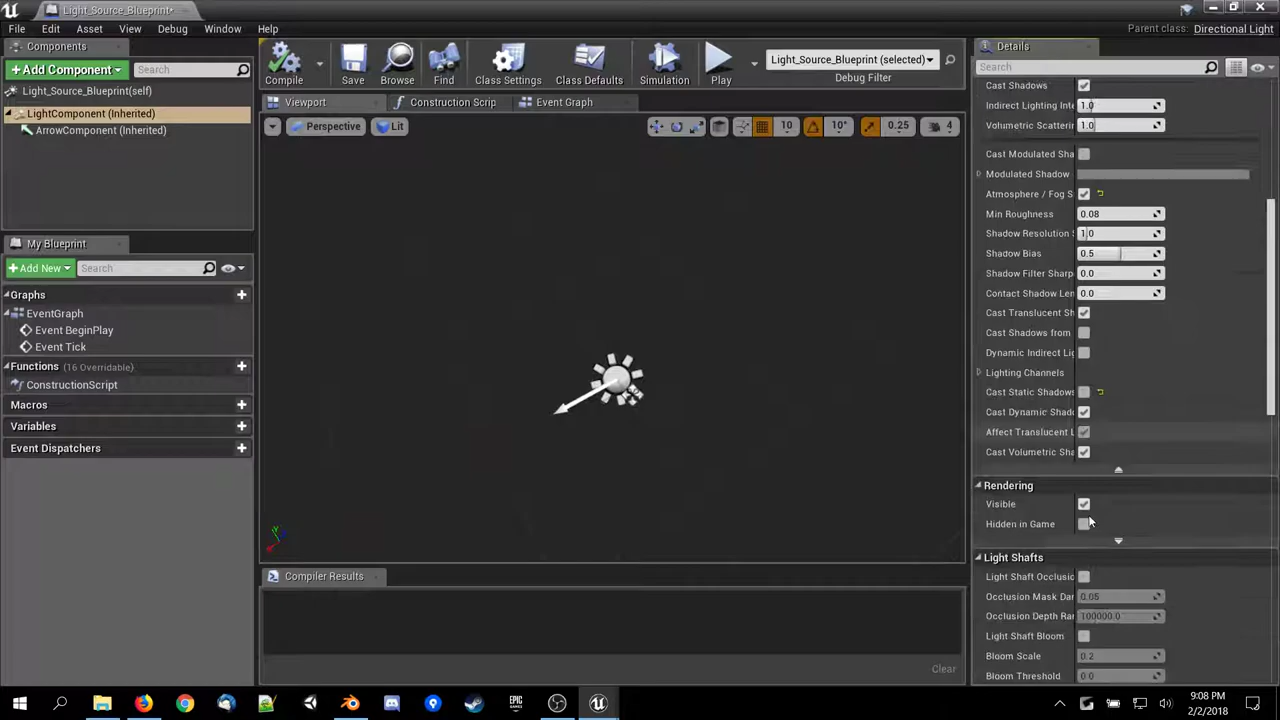 Light_Source_Blueprint*
File Edit Asset View Debug Window Help
Parent class: Directional Light
Components
Add Component
Search
Light_Source_Blueprint(self)
LightComponent (Inherited)
ArrowComponent (Inherited)
My Blueprint
Add New
Search
Graphs
EventGraph
Event BeginPlay
Event Tick
Functions (16 Overridable)
ConstructionScript
Macros
Variables
Event Dispatchers
Compile
Save
Browse
Find
Class Settings
Class Defaults
Simulation
Play
Light_Source_Blueprint (selected)
Debug Filter
Viewport
Construction Scrip
Event Graph
Perspective
Lit
10
10°
0.25
4
Compiler Results
Clear
Details
Search
Cast Shadows
Indirect Lighting Inte 1.0
Volumetric Scatterin 1.0
Cast Modulated Sha
Modulated Shadow
Atmosphere / Fog S
Min Roughness 0.08
Shadow Resolution S 1.0
Shadow Bias 0.5
Shadow Filter Sharp 0.0
Contact Shadow Len 0.0
Cast Translucent Sh
Cast Shadows from
Dynamic Indirect Lig
Lighting Channels
Cast Static Shadows
Cast Dynamic Shado
Affect Translucent L
Cast Volumetric Sha
Rendering
Visible
Hidden in Game
Light Shafts
Light Shaft Occlusio
Occlusion Mask Dar 0.05
Occlusion Depth Ra 100000.0
Light Shaft Bloom
Bloom Scale 0.2
Bloom Threshold 0.0
9:08 PM
2/2/2018